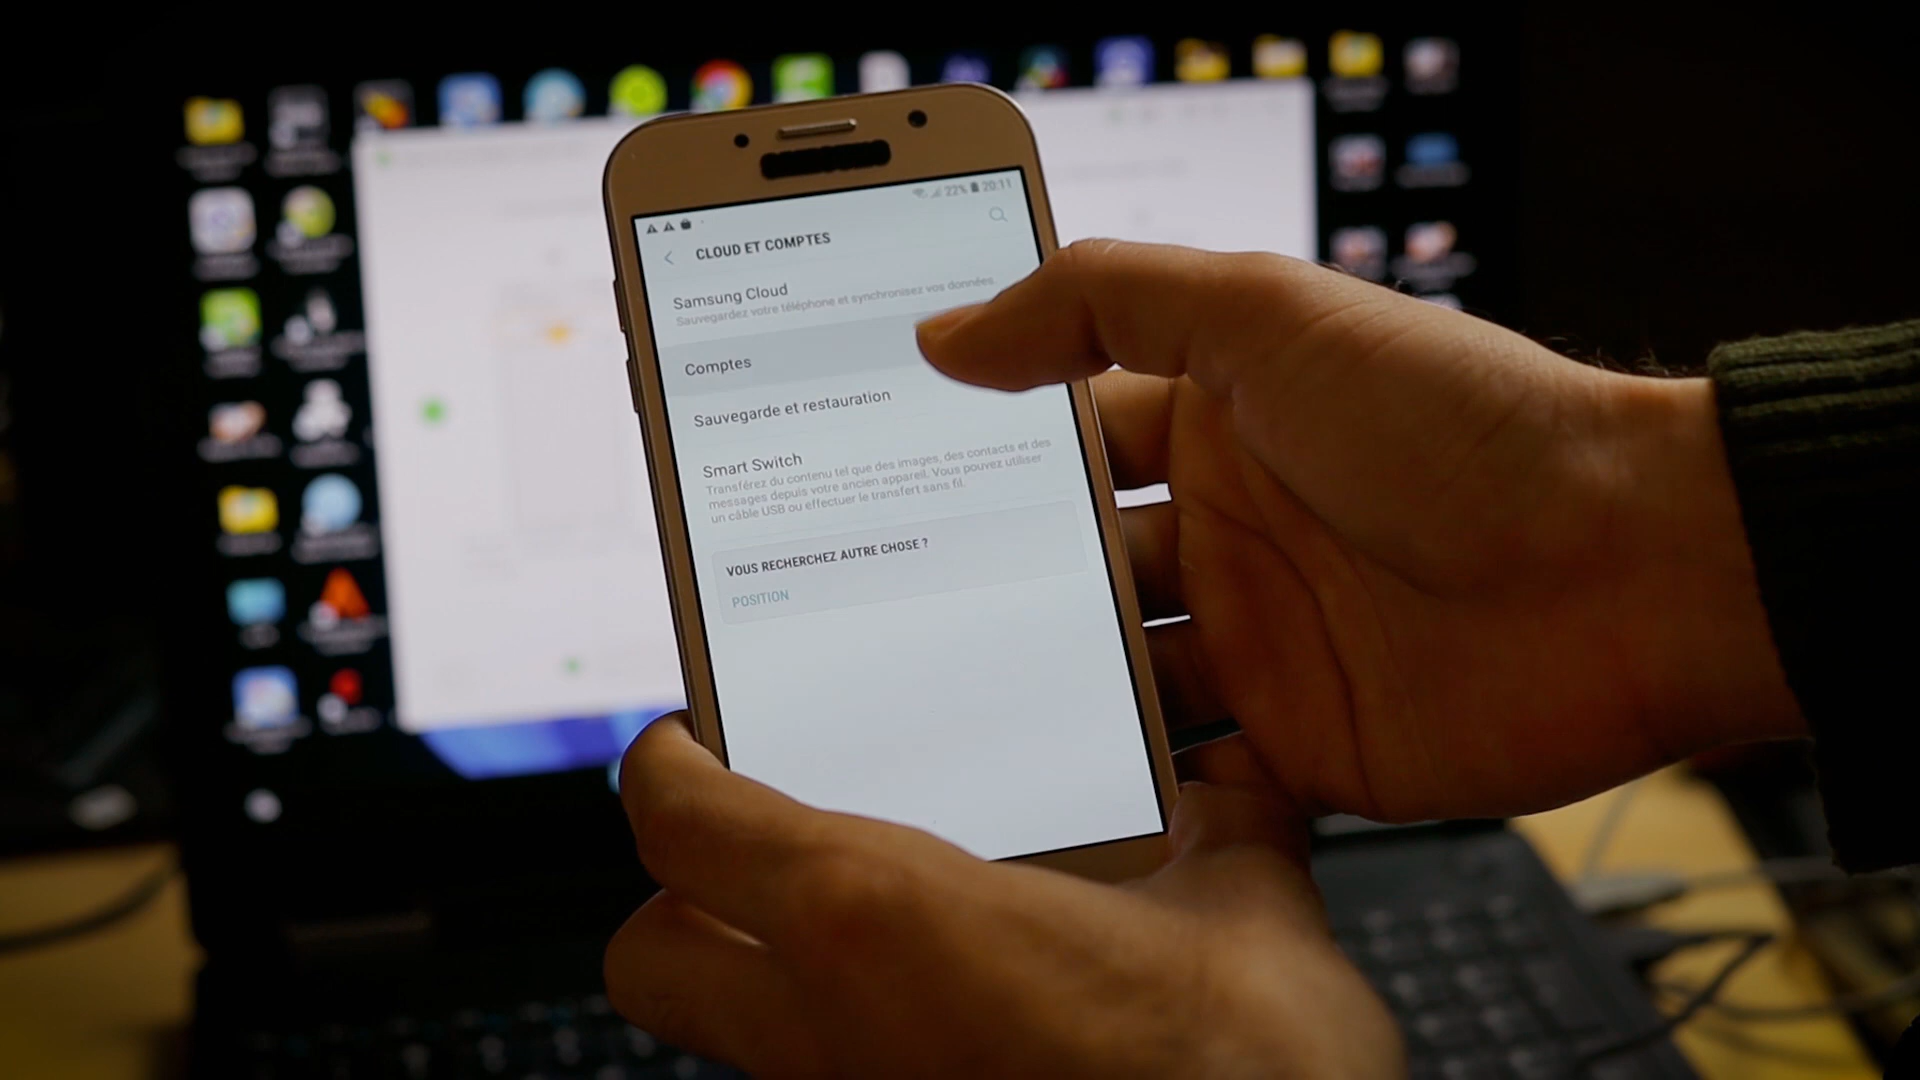 22% 20:11
CLOUD ET COMPTES
Samsung Cloud
Sauvegardez votre téléphone et synchronisez vos données.
Comptes
Sauvegarde et restauration
Smart Switch
Transférez du contenu tel que des images, des contacts et des
messages depuis votre ancien appareil. Vous pouvez utiliser
un câble USB ou effectuer le transfert sans fil.
VOUS RECHERCHEZ AUTRE CHOSE ?
POSITION